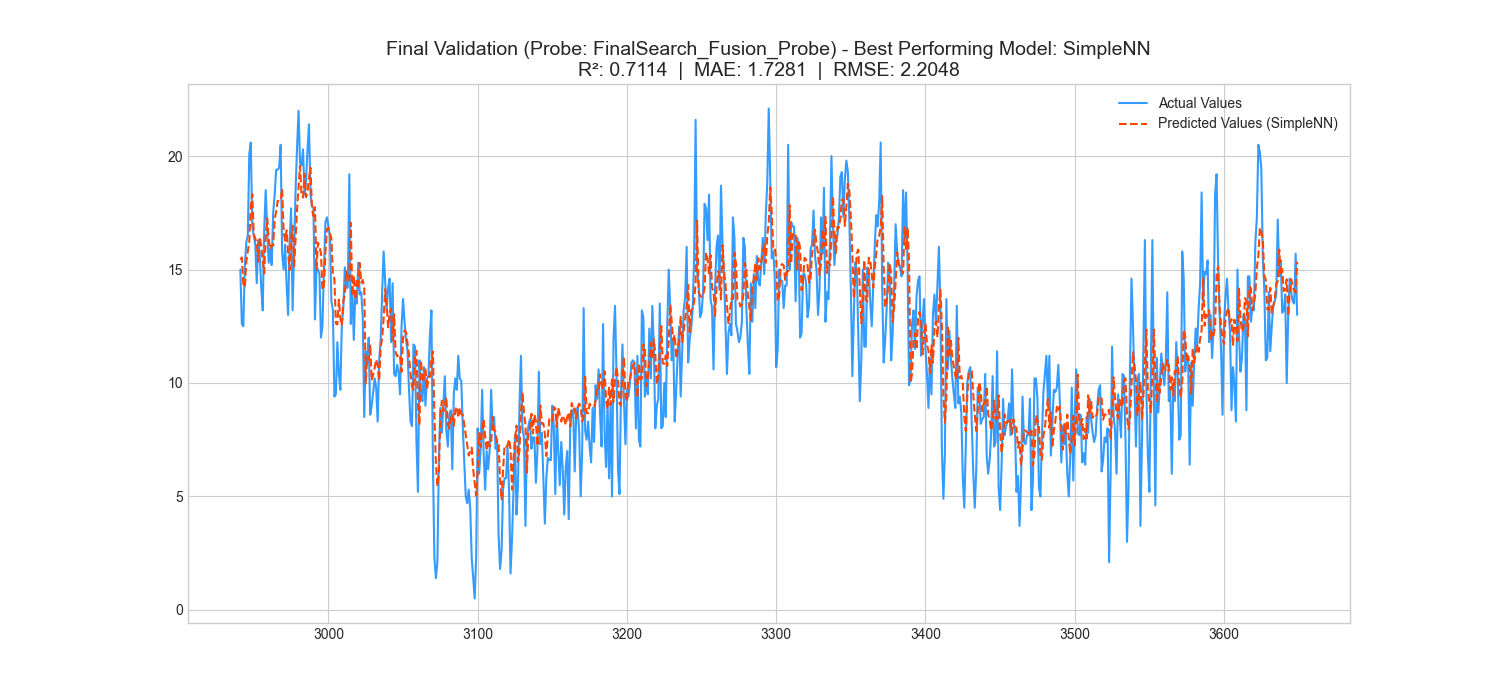 Final Validation (Probe: FinalSearch_Fusion_Probe) - Best Performing Model: SimpleNN
R²: 0.7114 | MAE: 1.7281 | RMSE: 2.2048
Actual Values
Predicted Values (SimpleNN)
20
15
10
5
0
3000 3100 3200 3300 3400 3500 3600